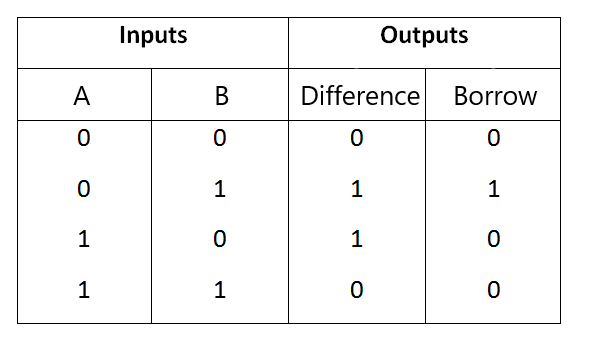 Inputs Outputs
A B Difference Borrow
0 0 0 0
0 1 1 1
1 0 1 0
1 1 0 0